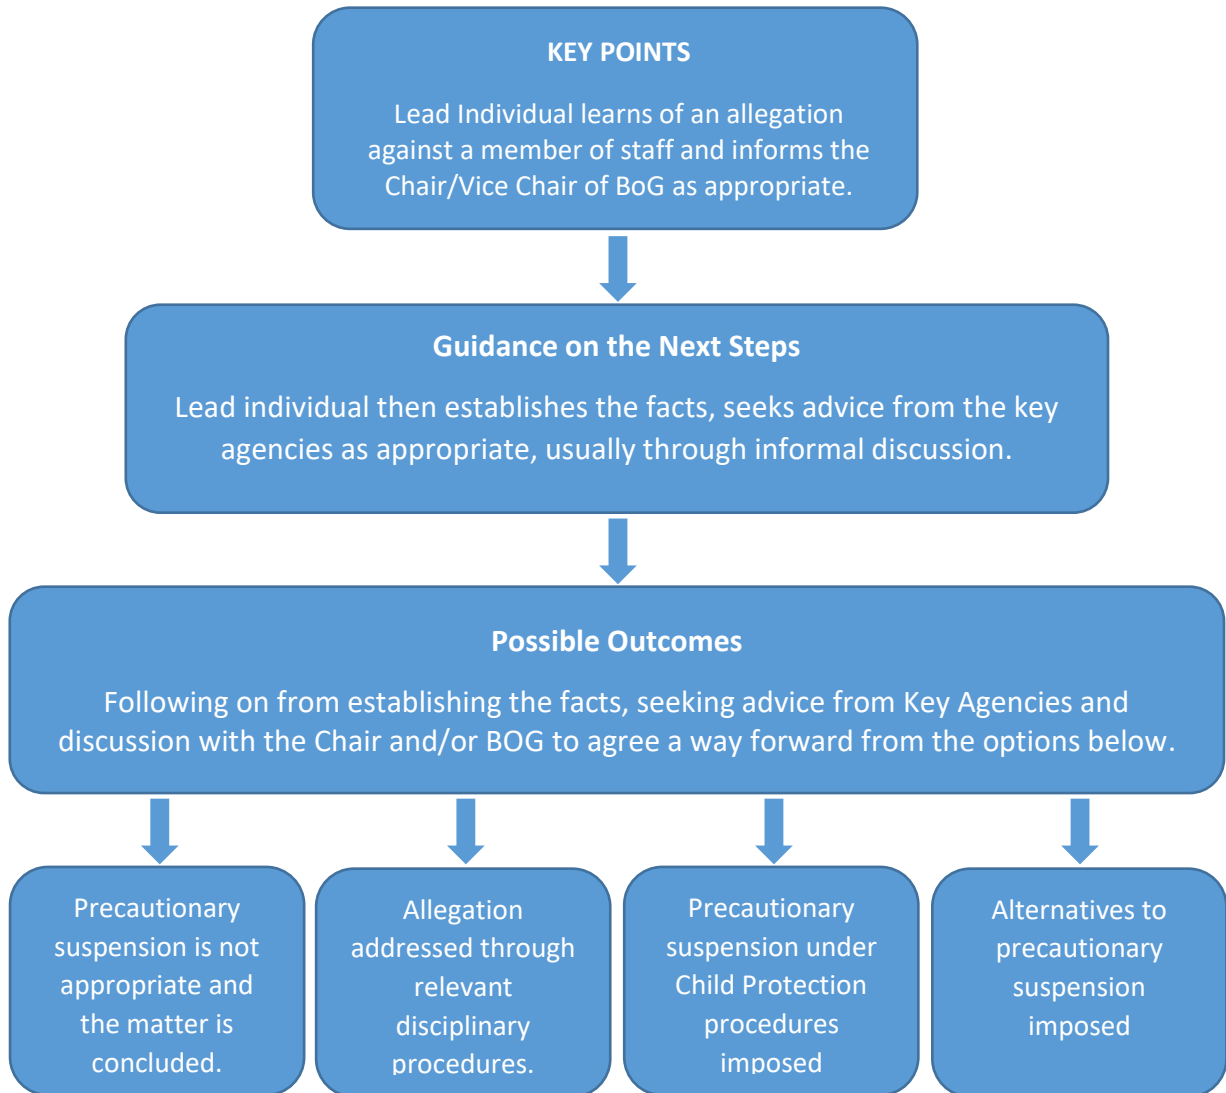 KEY POINTS
Lead Individual learns of an allegation
against a member of staff and informs the
Chair/Vice Chair of BoG as appropriate.
Guidance on the Next Steps
Lead individual then establishes the facts, seeks advice from the key
agencies as appropriate, usually through informal discussion.
Possible Outcomes
Following on from establishing the facts, seeking advice from Key Agencies and
discussion with the Chair and/or BOG to agree a way forward from the options below.
Precautionary
suspension is not
appropriate and
the matter is
concluded.
Allegation
addressed through
relevant
disciplinary
procedures.
Precautionary
suspension under
Child Protection
procedures
imposed
Alternatives to
precautionary
suspension
imposed